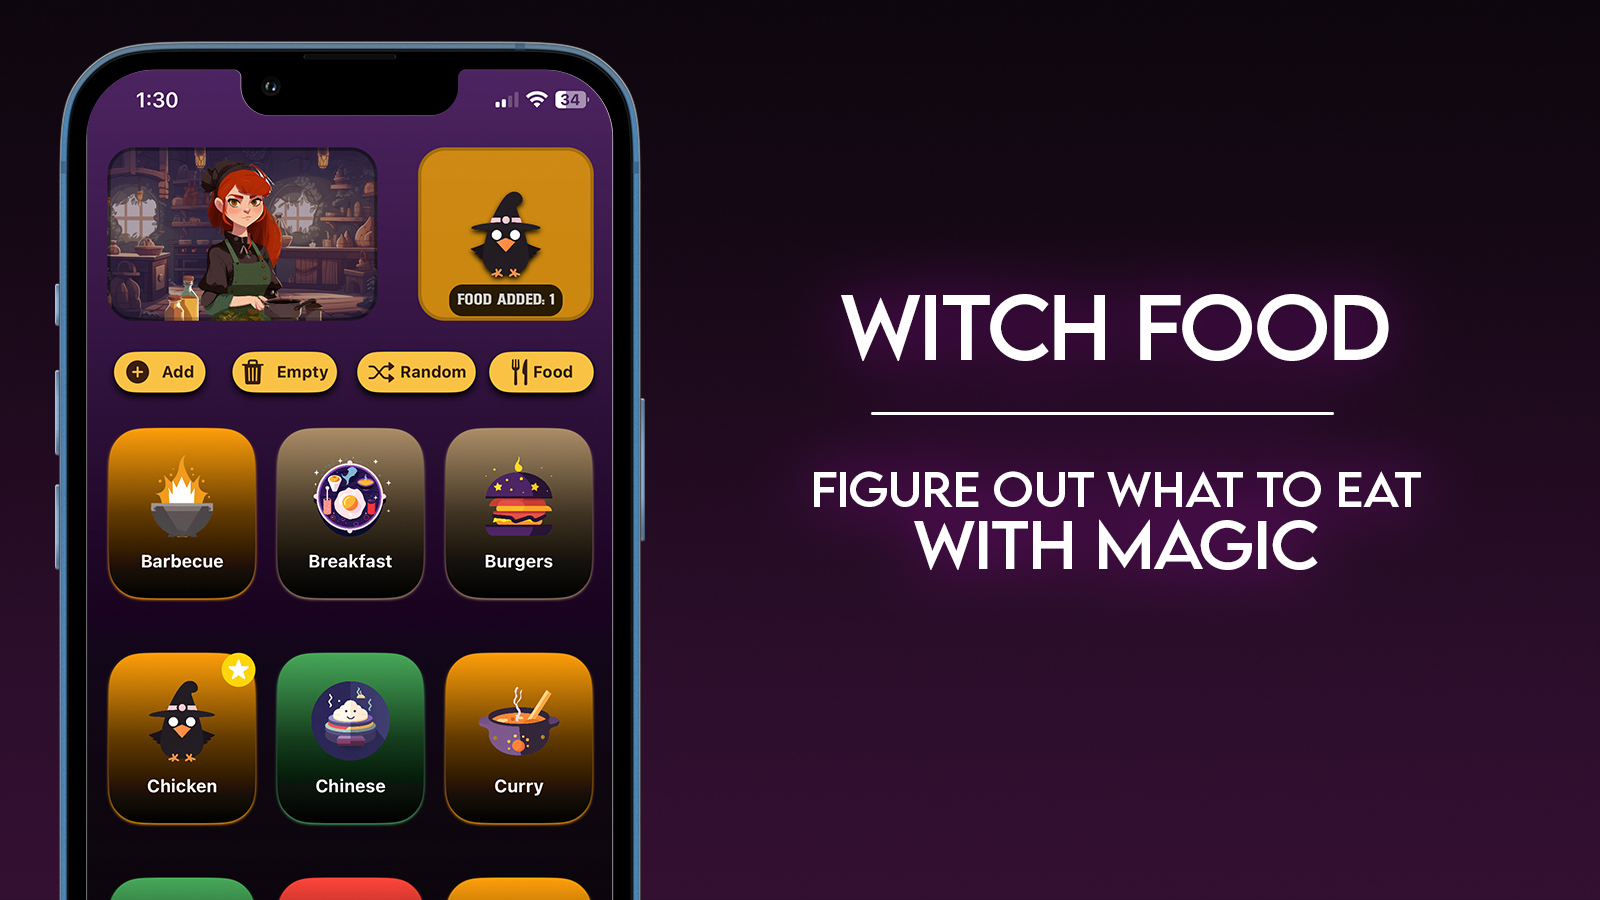 1:30
34
FOOD ADDED: 1
Add
Empty
Random
Food
Barbecue
Breakfast
Burgers
Chicken
Chinese
Curry
WITCH FOOD
FIGURE OUT WHAT TO EAT
WITH MAGIC